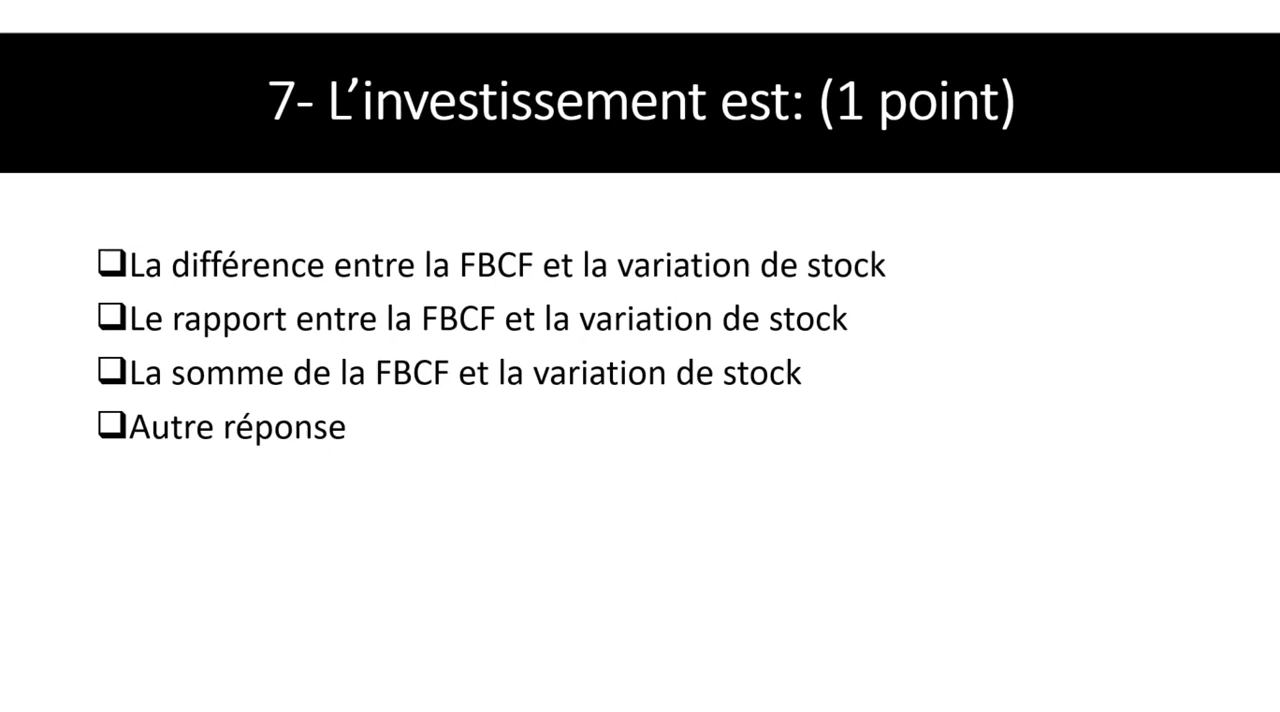 7- L’investissement est: (1 point)
❑La différence entre la FBCF et la variation de stock
❑Le rapport entre la FBCF et la variation de stock
❑La somme de la FBCF et la variation de stock
❑Autre réponse